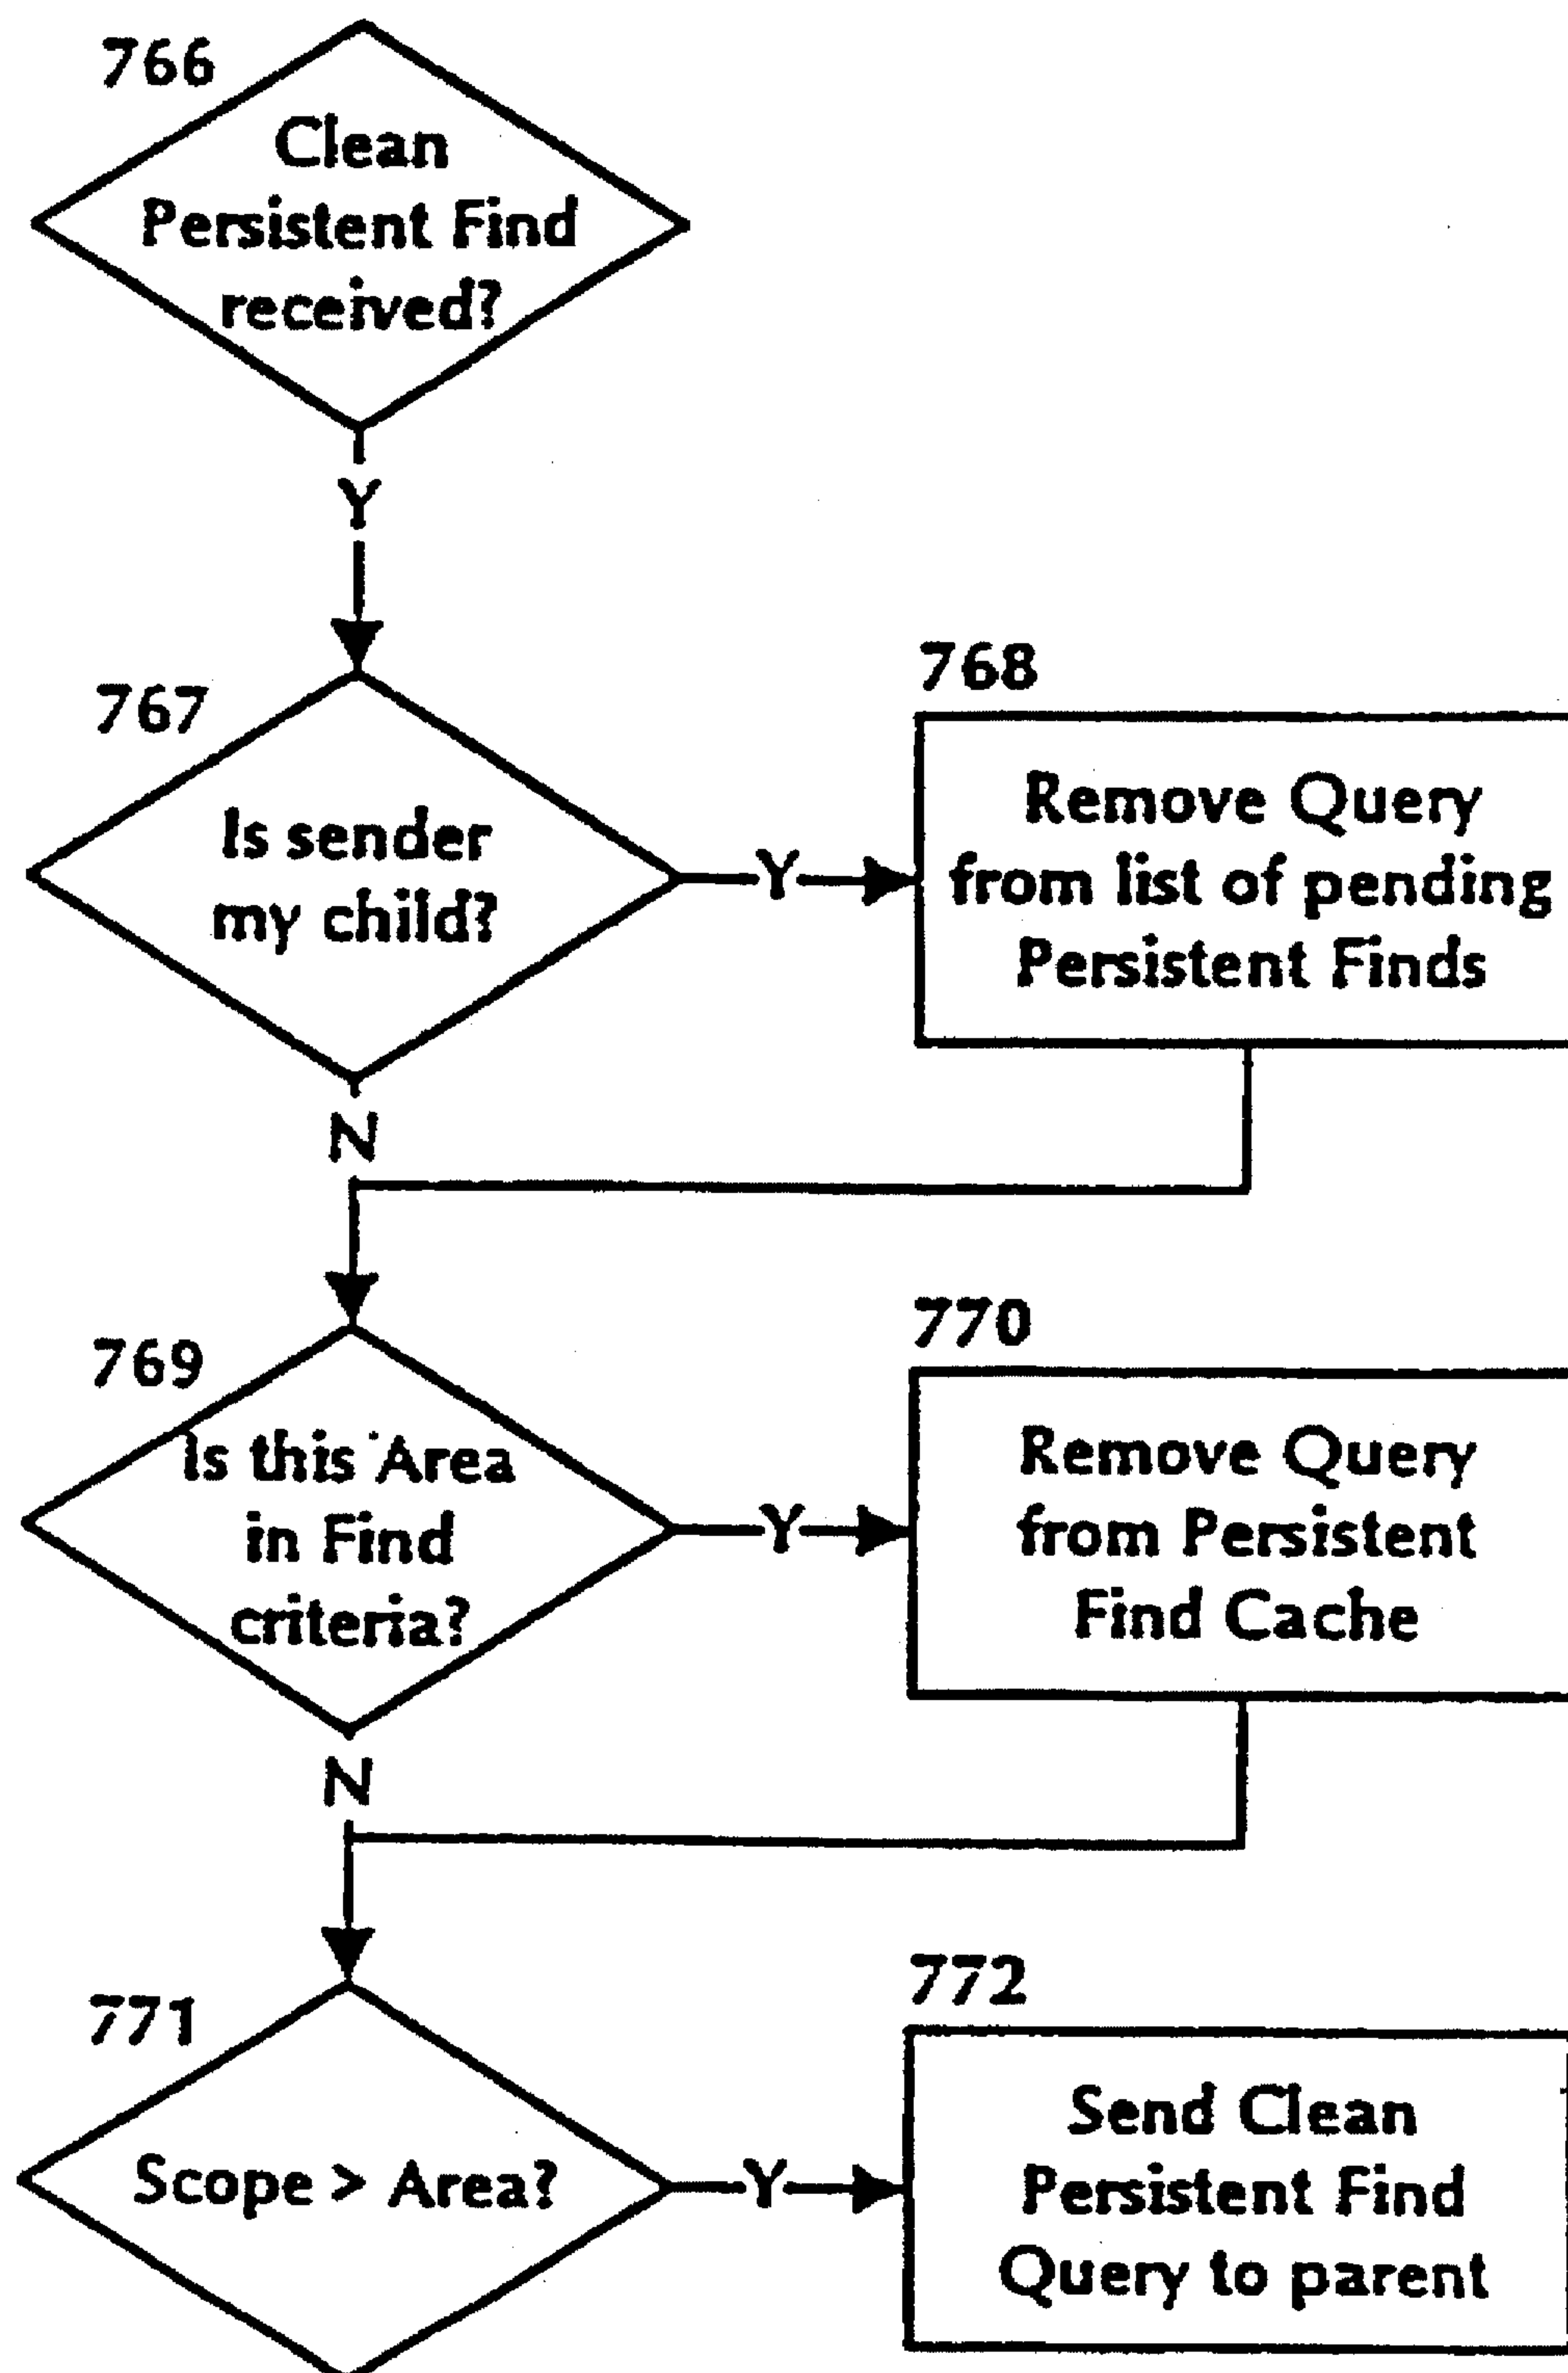 766
Clean
Persistent Find
received?
Y
767
Is sender
my child?
Y
768
Remove Query
from list of pending
Persistent Finds
N
769
Is this Area
in Find
criteria?
Y
770
Remove Query
from Persistent
Find Cache
N
771
Scope > Area?
Y
772
Send Clean
Persistent Find
Query to parent